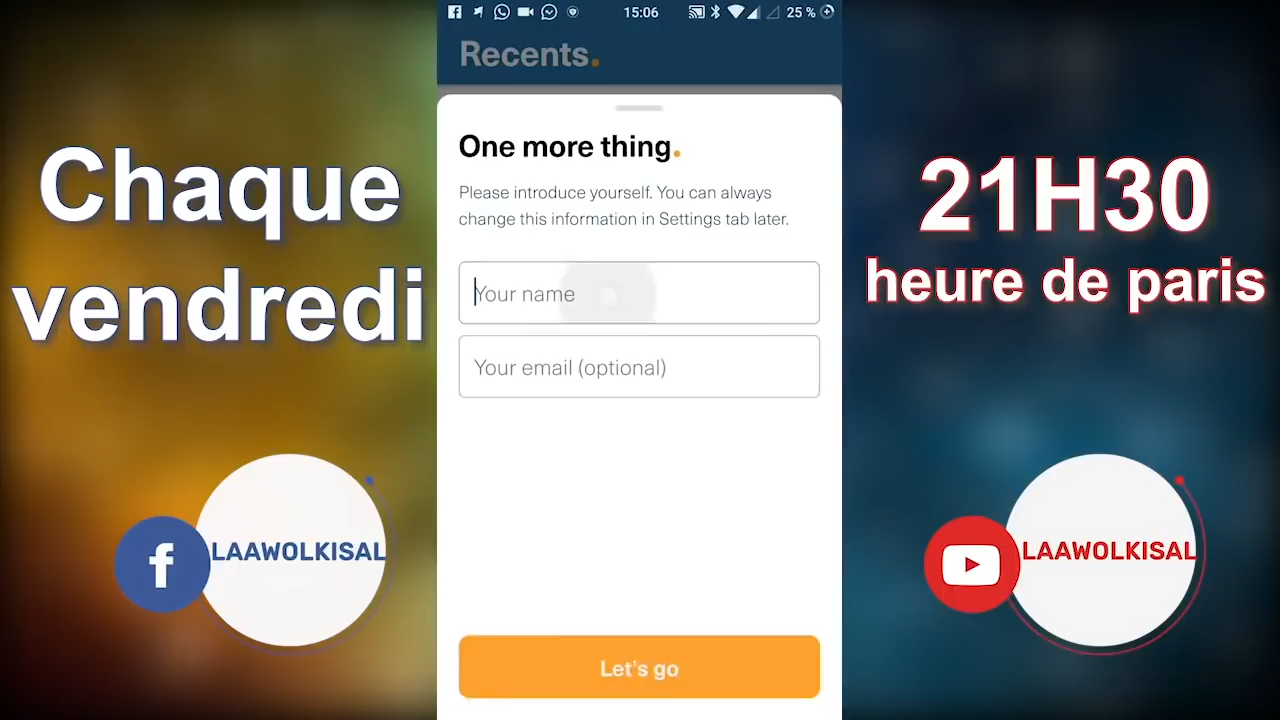 Chaque
vendredi
LAAWOLKISAL
15:06
25 %
Recents.
One more thing.
Please introduce yourself. You can always
change this information in Settings tab later.
Your name
Your email (optional)
Let's go
21H30
heure de paris
LAAWOLKISAL